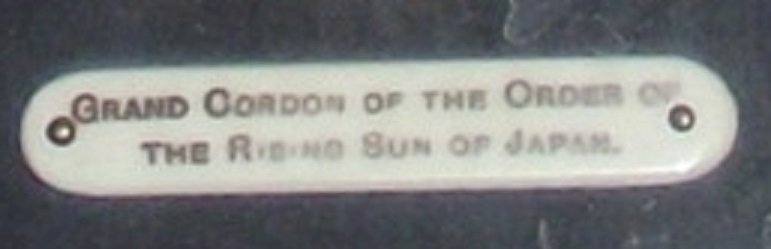 GRAND CORDON OF THE ORDER OF
THE RISING SUN OF JAPAN.